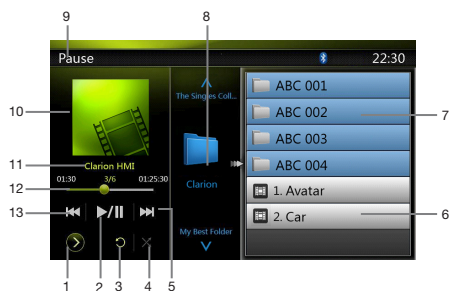 9
8
Pause
22:30
ABC 001
The Singles Coll...
ABC 002
7
10
ABC 003
11
Clarion HMI
ABC 004
01:30
3/6
01:25:30
Clarion
12
1. Avatar
13
2. Car
6
My Best Folder
1
2
3
4
5